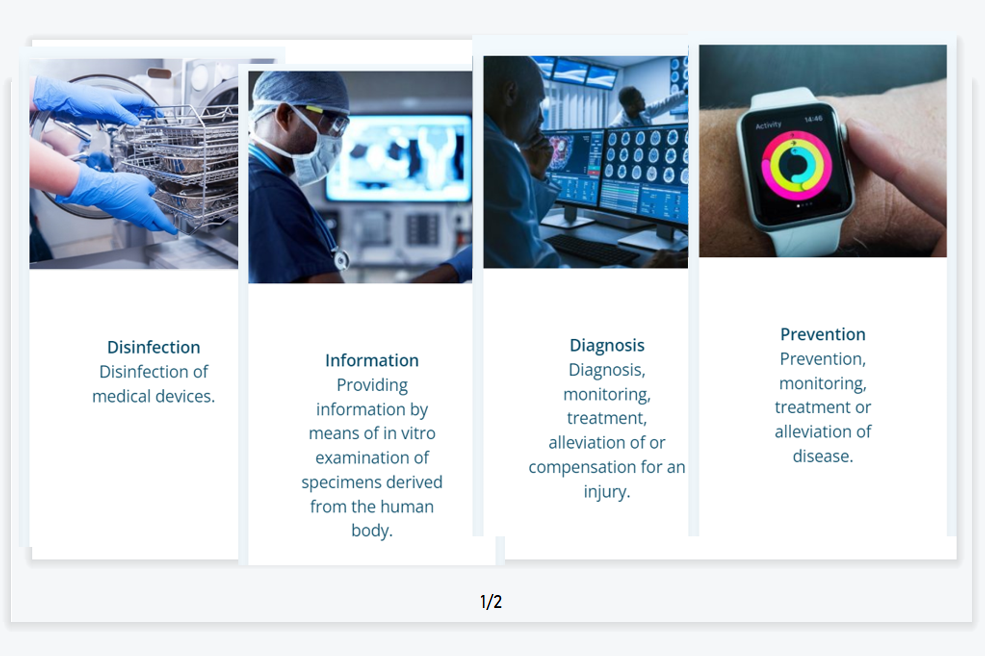 Activity
14:46
Disinfection
Disinfection of
medical devices.
Information
Providing
information by
means of in vitro
examination of
specimens derived
from the human
body.
Diagnosis
Diagnosis,
monitoring,
treatment,
alleviation of or
compensation for an
injury.
Prevention
Prevention,
monitoring,
treatment or
alleviation of
disease.
1/2